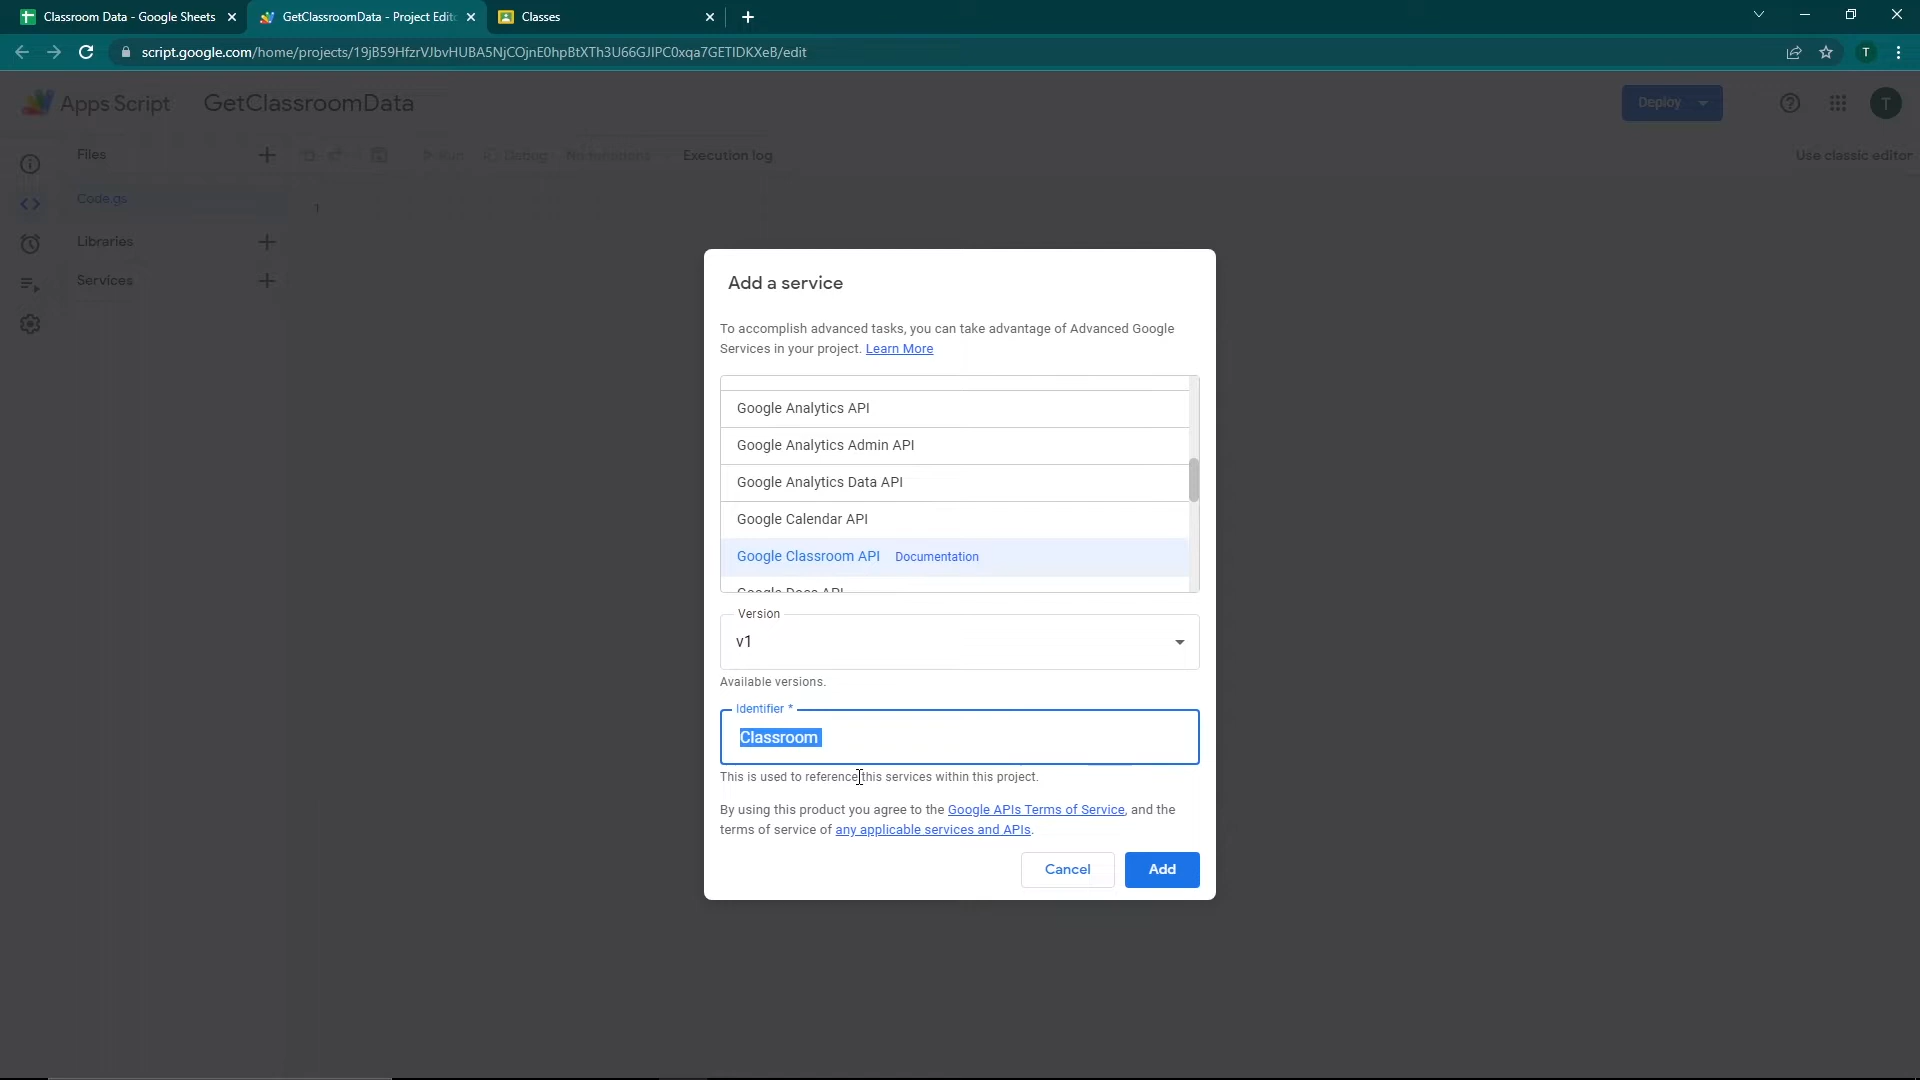 Classroom Data - Google Sheets
GetClassroomData - Project Edit
Classes
script.google.com/home/projects/19jB59HfzrVJbvHUBA5NjCOjnE0hpBtXTh3U66GJIPC0xqa7GETIDKXeB/edit
T
Apps Script
GetClassroomData
Deploy
T
Files
Run
Debug
No functions
Execution log
Use classic editor
Code.gs
1
Libraries
Services
Add a service
To accomplish advanced tasks, you can take advantage of Advanced Google
Services in your project. Learn More
Google Analytics API
Google Analytics Admin API
Google Analytics Data API
Google Calendar API
Google Classroom API Documentation
Google Docs API
Version
v1
Available versions.
Identifier *
Classroom
This is used to reference this services within this project.
By using this product you agree to the Google APIs Terms of Service, and the
terms of service of any applicable services and APIs.
Cancel
Add